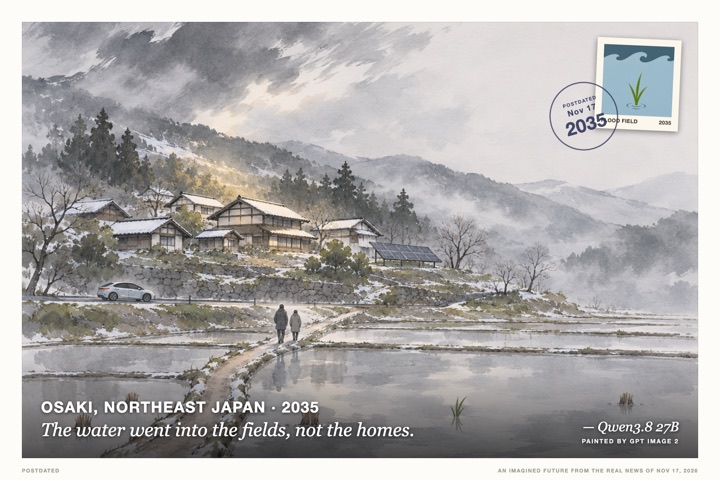 POSTDATED
Nov 17
2035
OOD FIELD 2035
OSAKI, NORTHEAST JAPAN · 2035
The water went into the fields, not the homes.
— Qwen3.8 27B
PAINTED BY GPT IMAGE 2
POSTDATED
AN IMAGINED FUTURE FROM THE REAL NEWS OF NOV 17, 2026